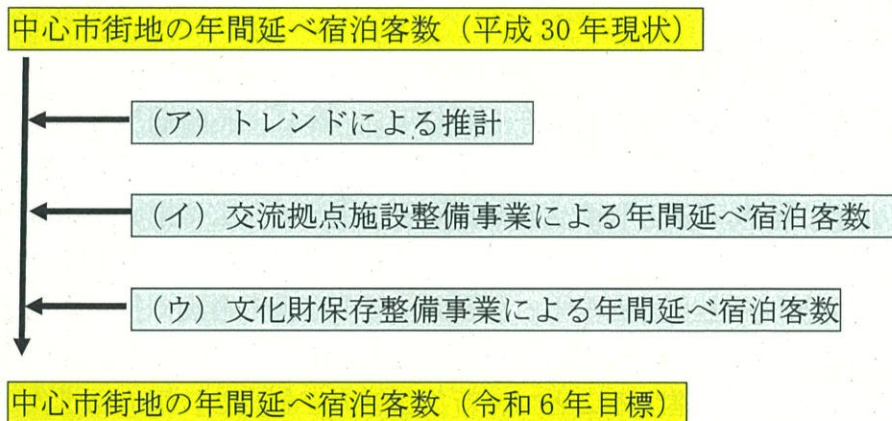 中心市街地の年間延べ宿泊客数（平成 30 年現状）
（ア）トレンドによる推計
（イ）交流拠点施設整備事業による年間延べ宿泊客数
（ウ）文化財保存整備事業による年間延べ宿泊客数
中心市街地の年間延べ宿泊客数（令和 6 年目標）